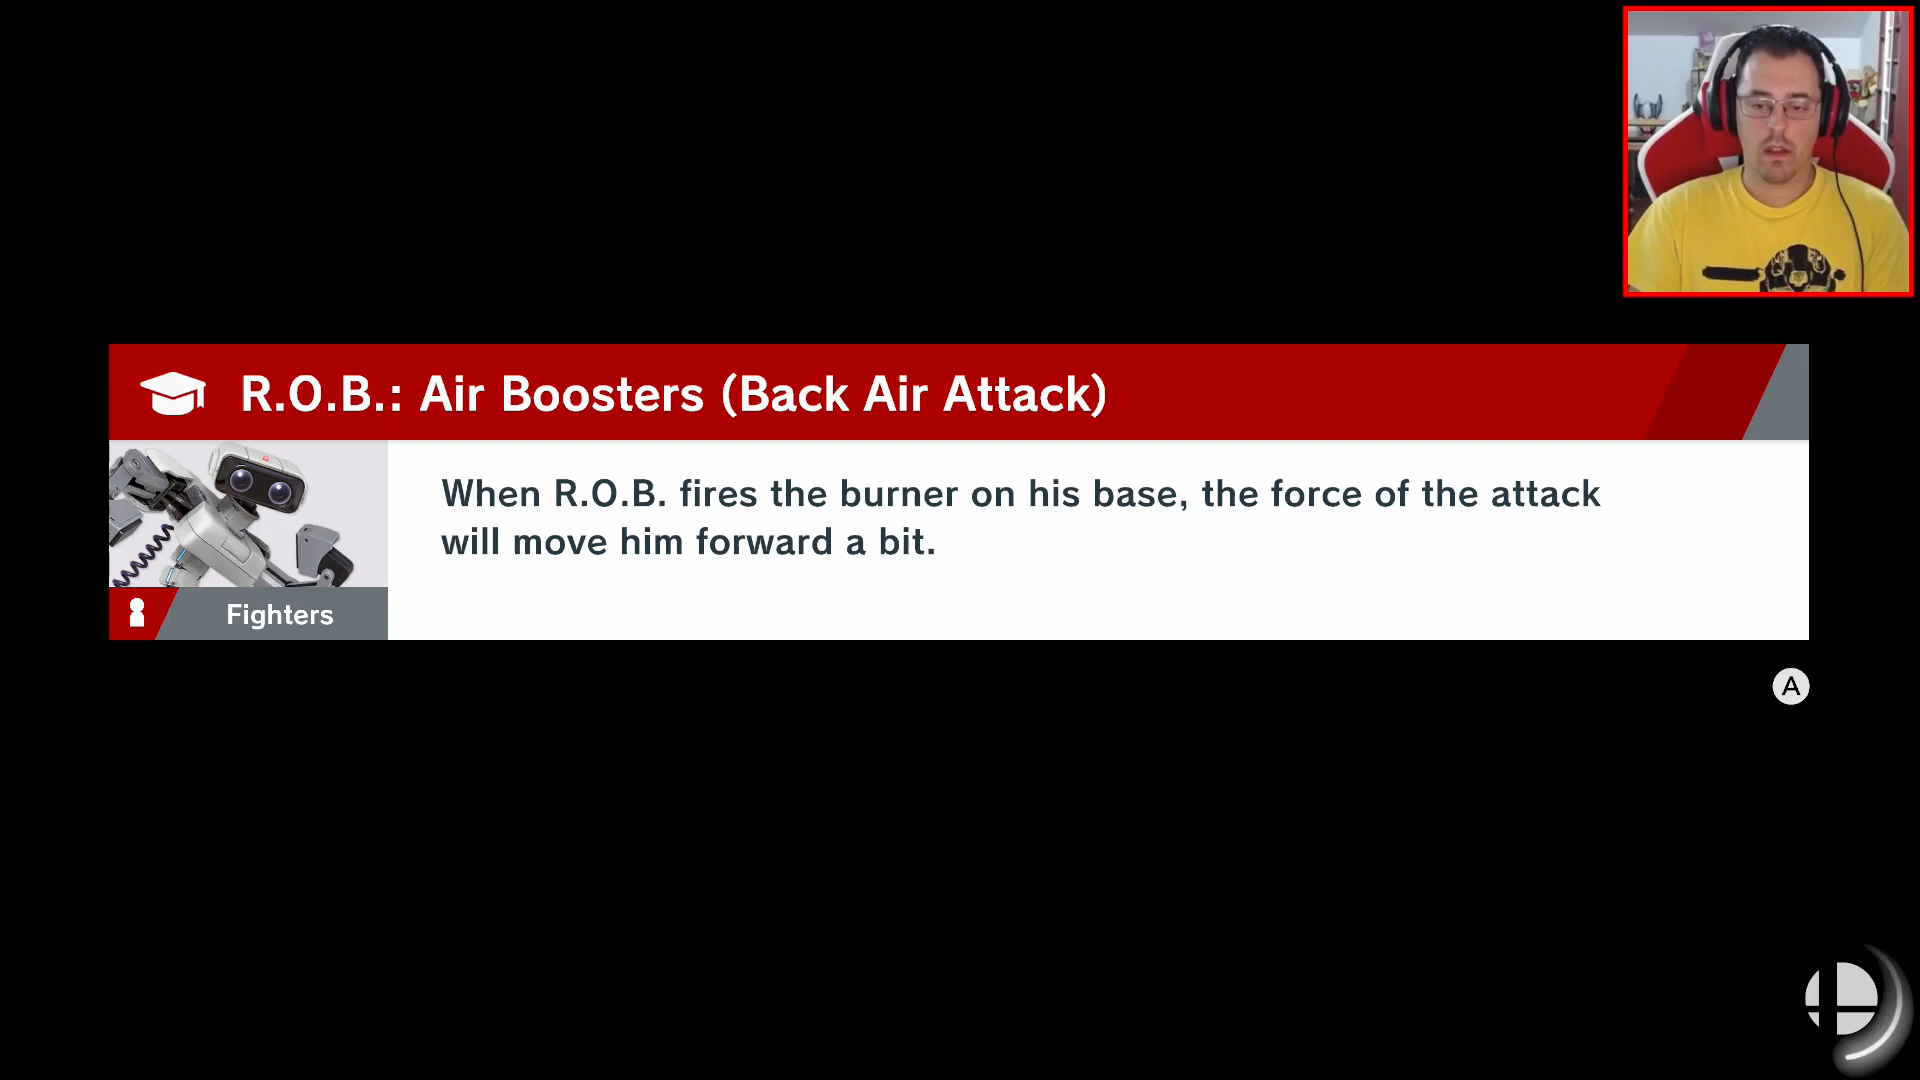 R.O.B.: Air Boosters (Back Air Attack)
When R.O.B. fires the burner on his base, the force of the attack
will move him forward a bit.
Fighters
A